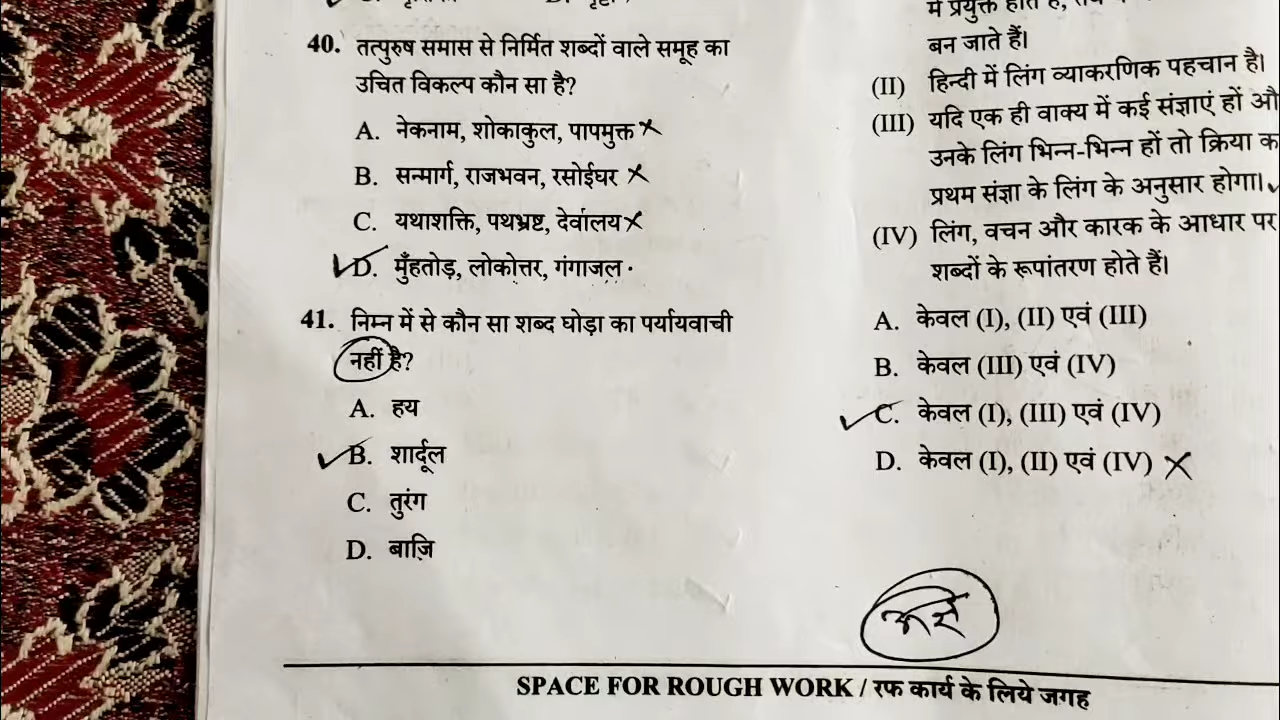 40. तत्पुरुष समास से निर्मित शब्दों वाले समूह का
उचित विकल्प कौन सा है?
A. नेकनाम, शोकाकुल, पापमुक्त
B. सन्मार्ग, राजभवन, रसोईघर
C. यथाशक्ति, पथभ्रष्ट, देवालय
D. मुँहतोड़, लोकोत्तर, गंगाजल
41. निम्न में से कौन सा शब्द घोड़ा का पर्यायवाची
नहीं है?
A. हय
B. शार्दूल
C. तुरंग
D. बाज़ि
में प्रयुक्त होते हैं,
बन जाते हैं।
(II) हिन्दी में लिंग व्याकरणिक पहचान है।
(III) यदि एक ही वाक्य में कई संज्ञाएं हों
उनके लिंग भिन्न-भिन्न हों तो क्रिया
प्रथम संज्ञा के लिंग के अनुसार होगा।
(IV) लिंग, वचन और कारक के आधार पर
शब्दों के रूपांतरण होते हैं।
A. केवल (I), (II) एवं (III)
B. केवल (III) एवं (IV)
C. केवल (I), (III) एवं (IV)
D. केवल (I), (II) एवं (IV)
SPACE FOR ROUGH WORK / रफ कार्य के लिये जगह